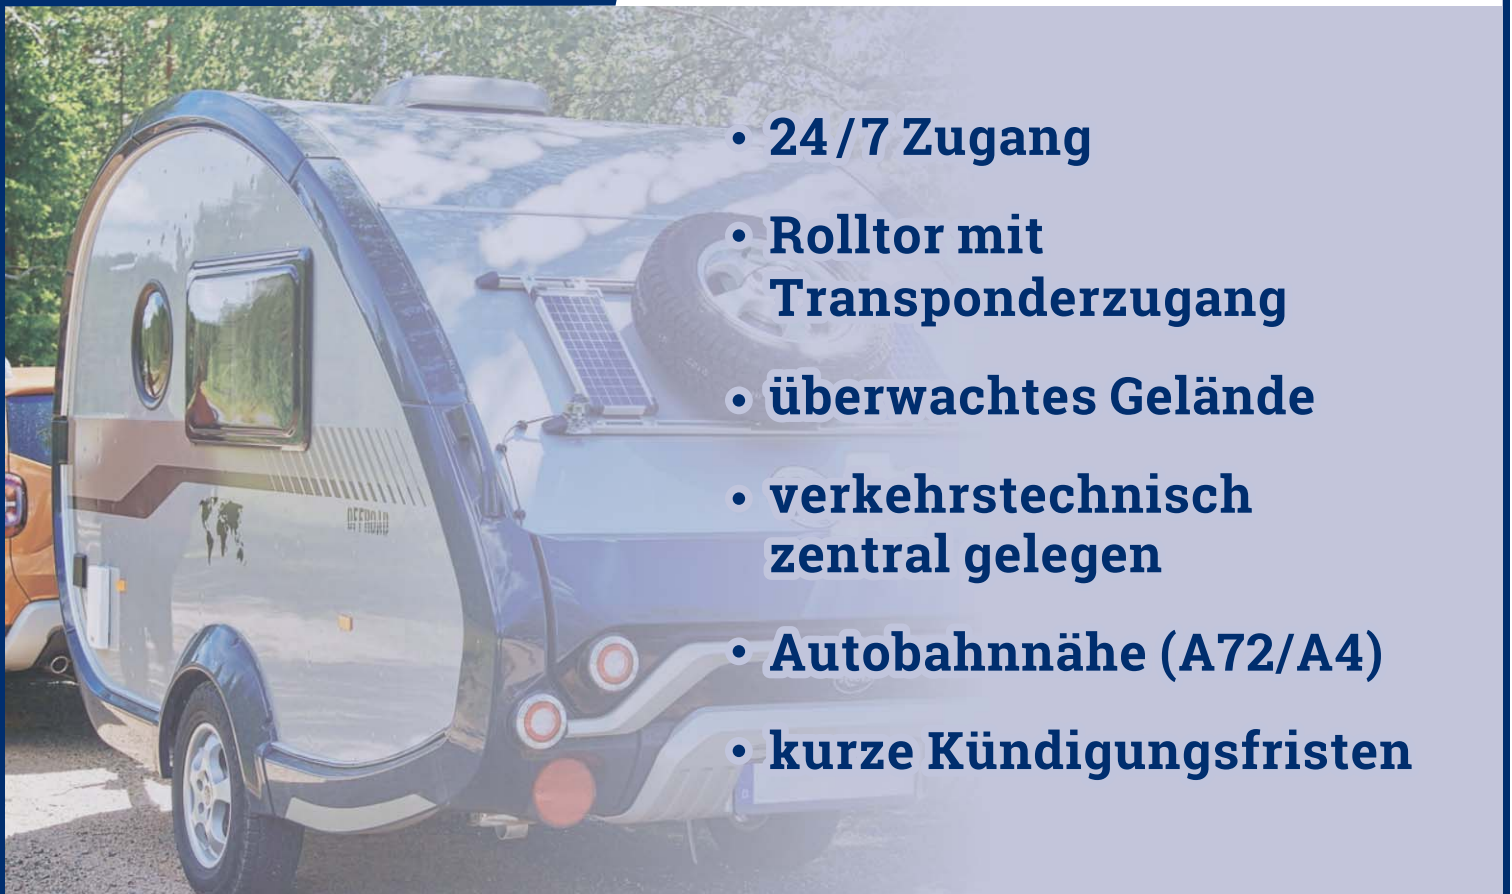 • 24/7 Zugang
• Rolltor mit
Transponderzugang
• überwachtes Gelände
• verkehrstechnisch
zentral gelegen
• Autobahnnähe (A72/A4)
• kurze Kündigungsfristen
OFFROAD